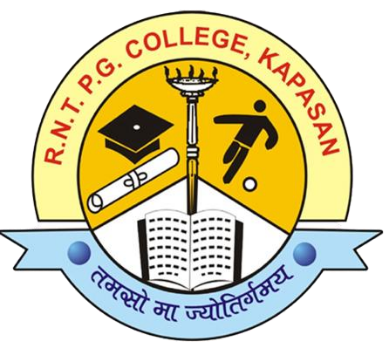 R.N.T. P.G. COLLEGE, KAPASAN
तमसो मा ज्योतिर्गमय